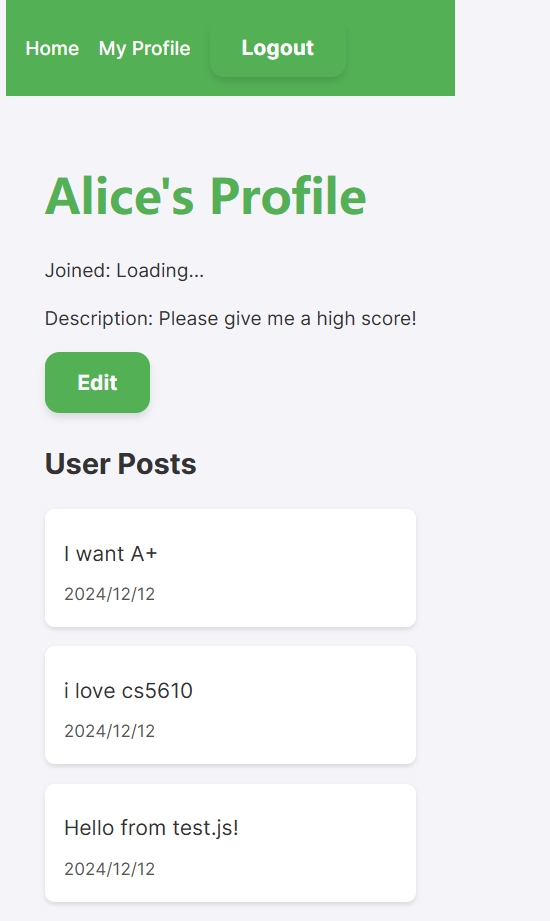 Home My Profile Logout
Alice's Profile
Joined: Loading...
Description: Please give me a high score!
Edit
User Posts
I want A+
2024/12/12
i love cs5610
2024/12/12
Hello from test.js!
2024/12/12